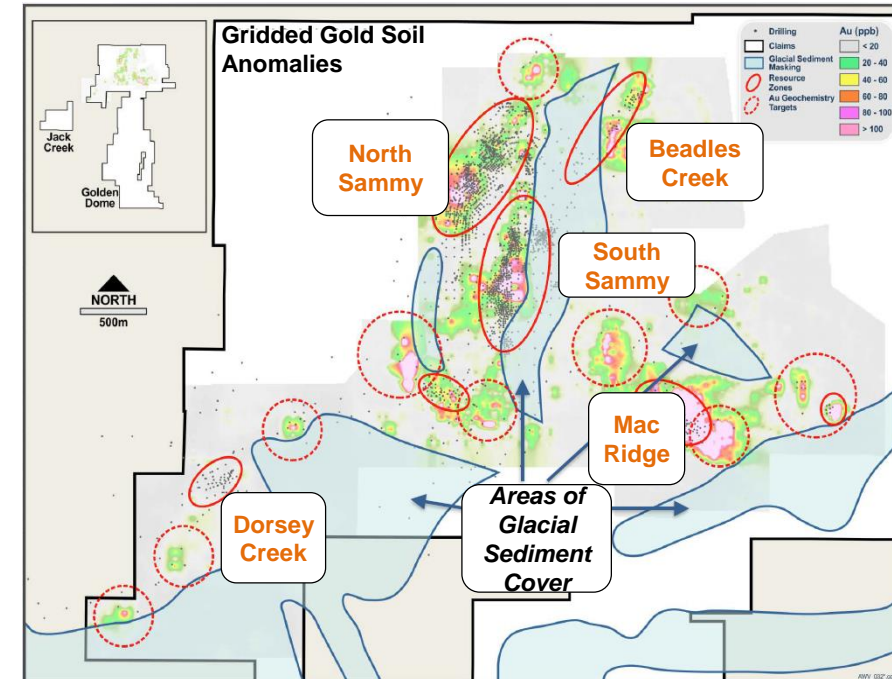 Gridded Gold Soil
Anomalies
Jack
Creek
Golden
Dome
NORTH
500m
North
Sammy
Beadles
Creek
South
Sammy
Mac
Ridge
Dorsey
Creek
Areas of
Glacial
Sediment
Cover
Drilling
Claims
Glacial Sediment
Masking
Resource
Zones
Au Geochemistry
Targets
Au (ppb)
< 20
20 - 40
40 - 60
60 - 80
80 - 100
> 100